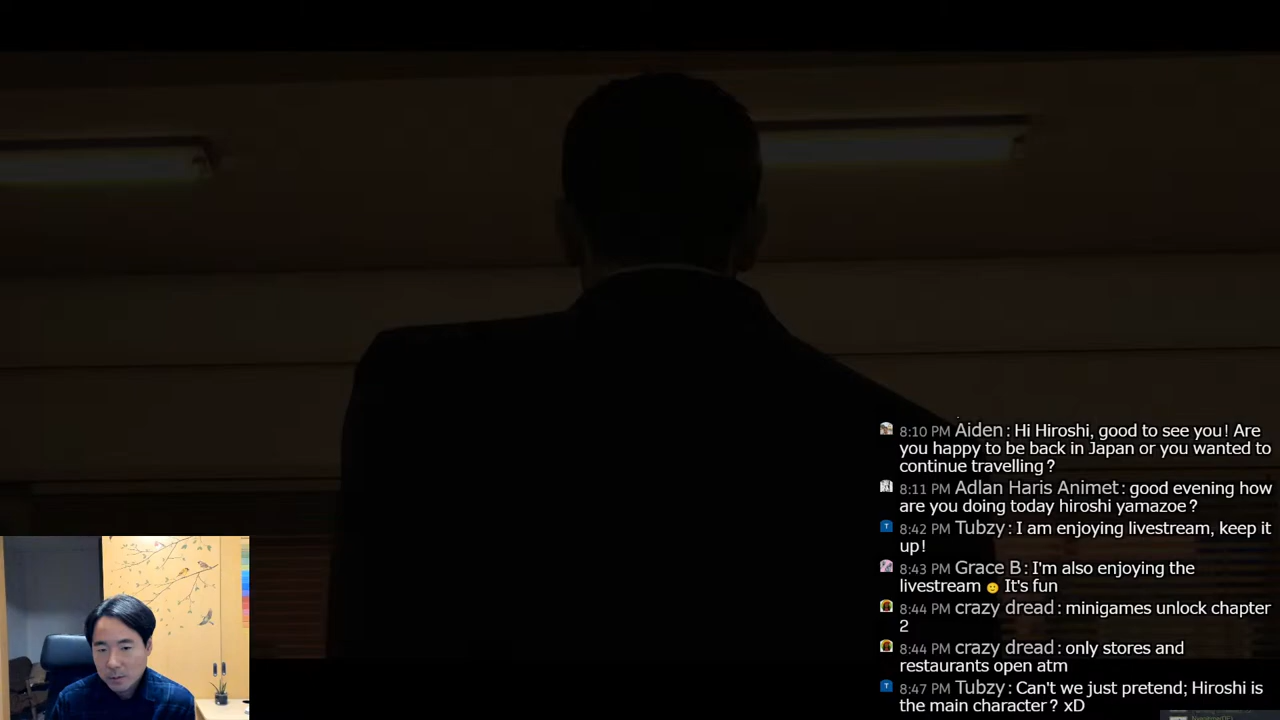 8:10 PM Aiden: Hi Hiroshi, good to see you! Are
you happy to be back in Japan or you wanted to
continue travelling?
8:11 PM Adlan Haris Animet: good evening how
are you doing today hiroshi yamazoe?
T 8:42 PM Tubzy: I am enjoying livestream, keep it
up!
8:43 PM Grace B: I'm also enjoying the
livestream 🙂 It's fun
8:44 PM crazy dread: minigames unlock chapter
2
8:44 PM crazy dread: only stores and
restaurants open atm
T 8:47 PM Tubzy: Can't we just pretend; Hiroshi is
the main character? xD